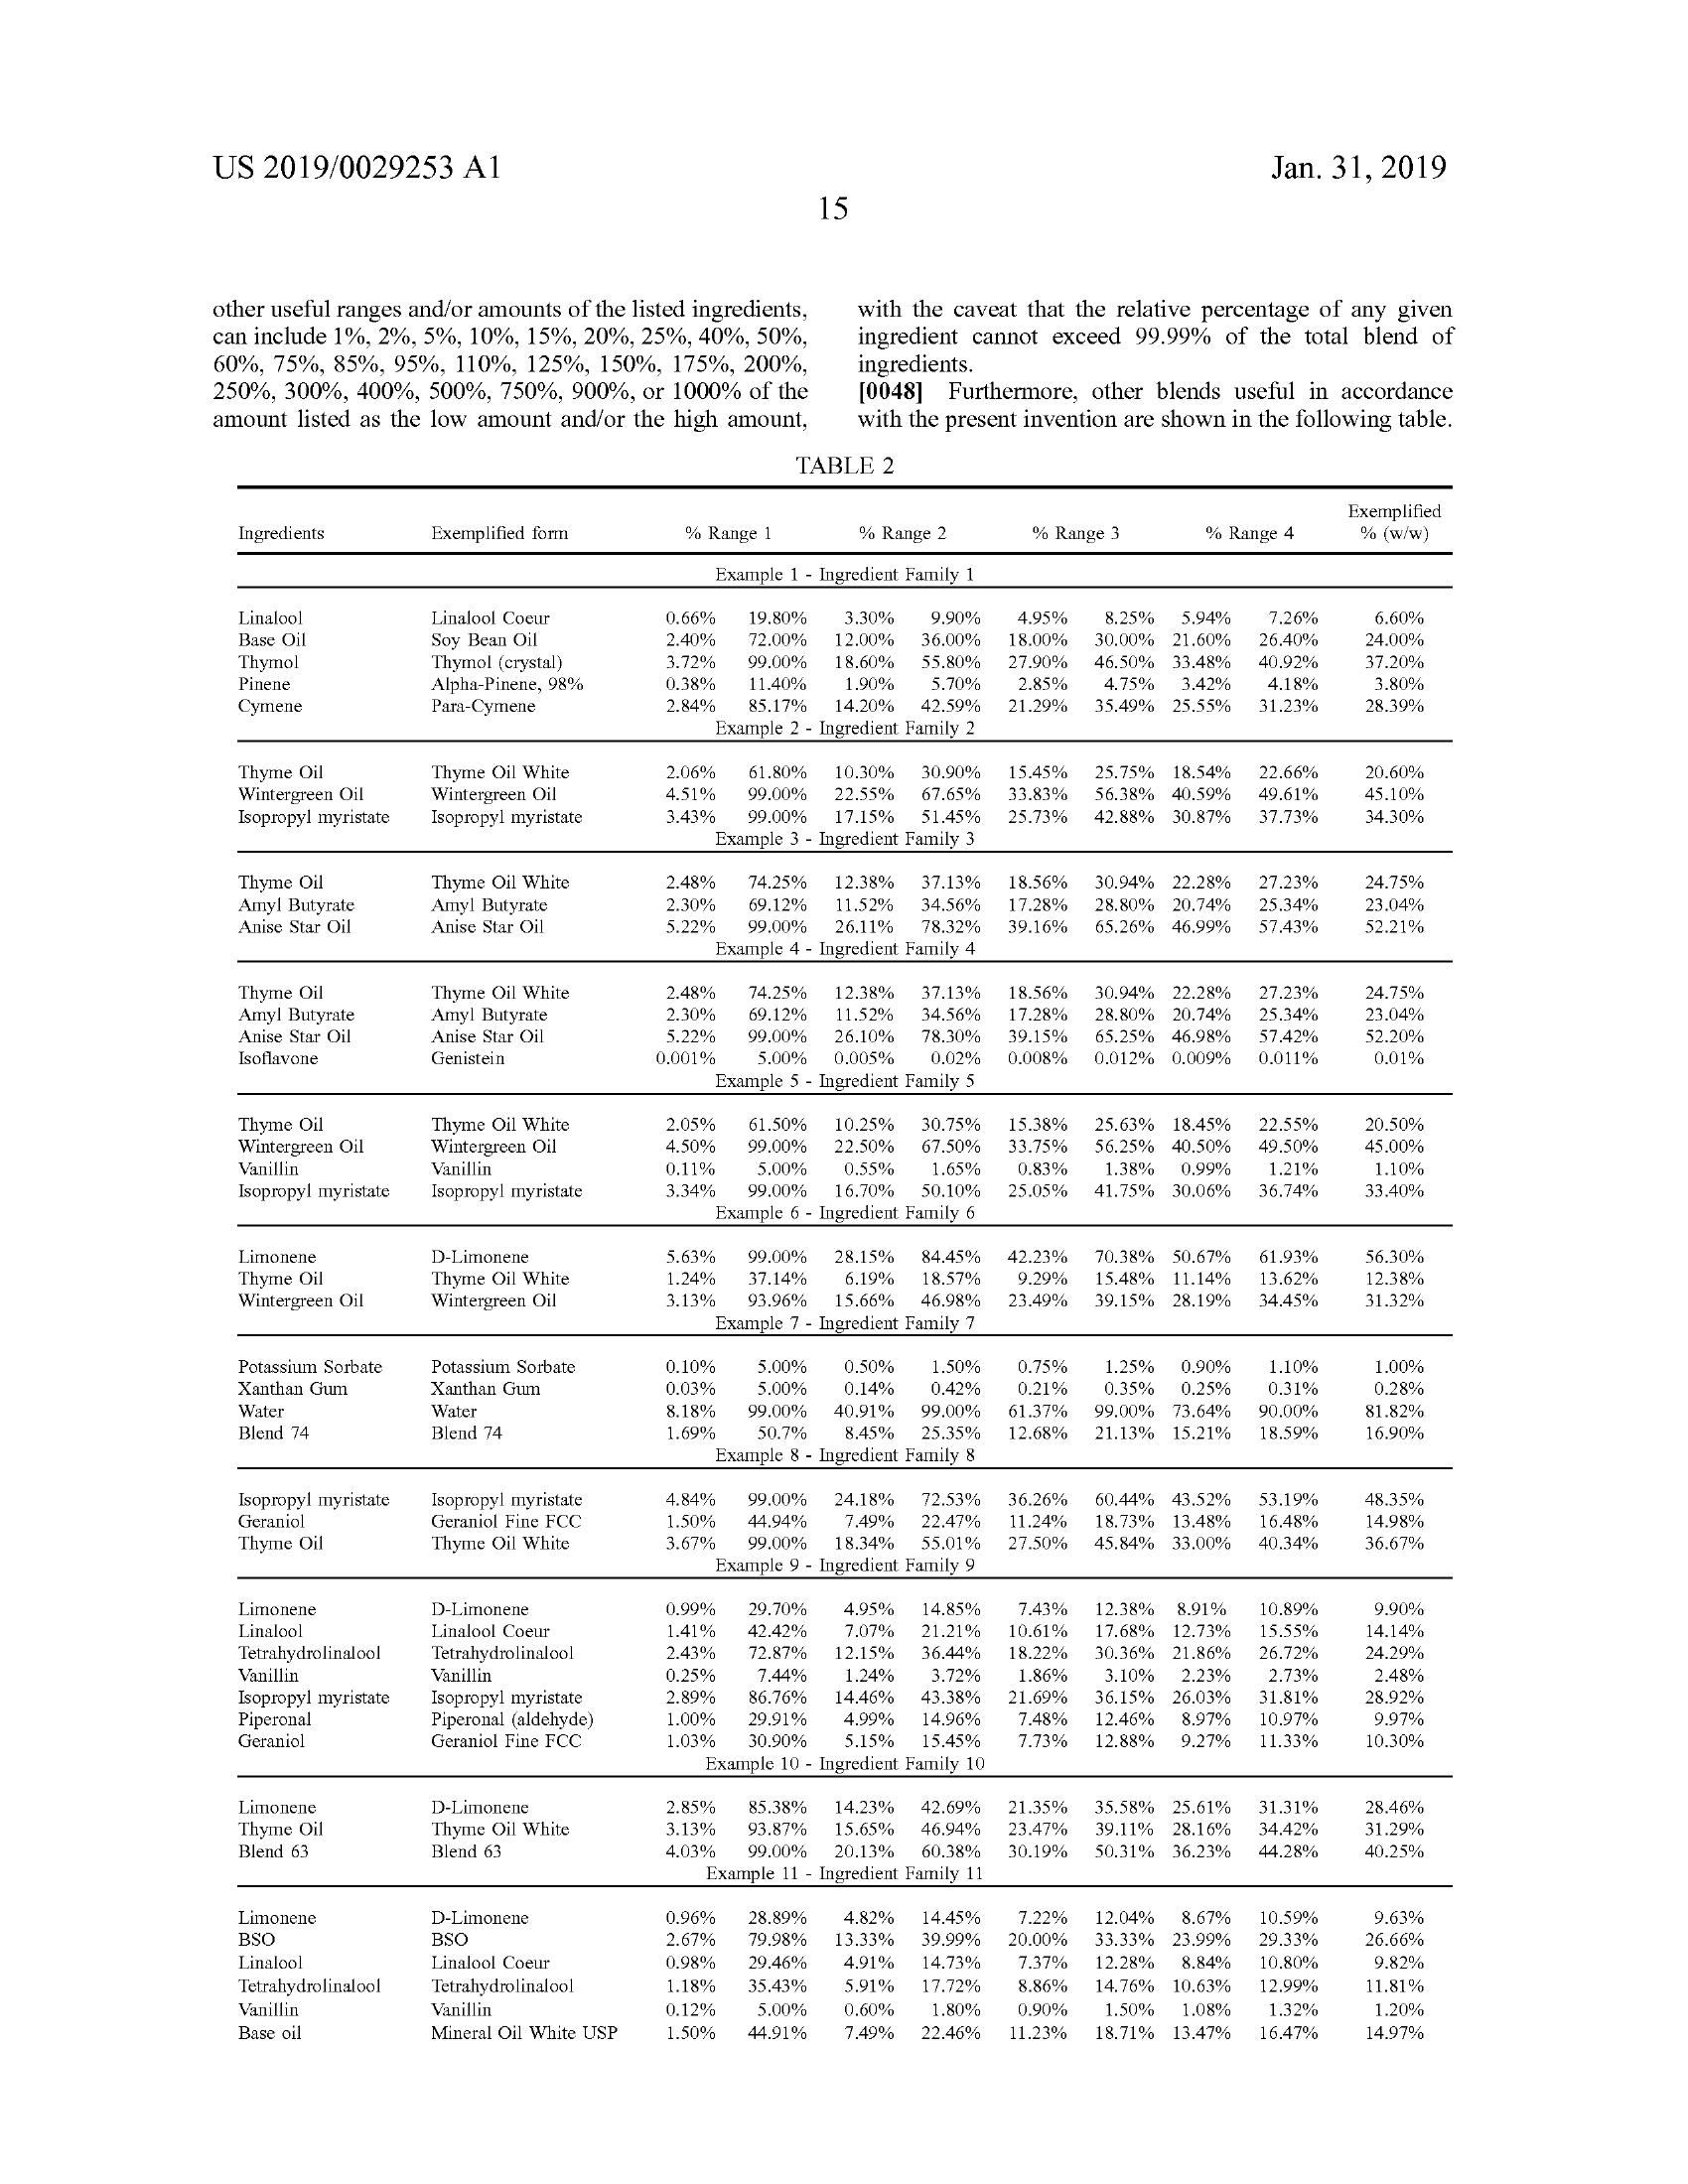 US 2019/0029253 A1
Jan. 31, 2019
15
other useful ranges and/or amounts of the listed ingredients,
can include 1%, 2%, 5%, 10%, 15%, 20%, 25%, 40%, 50%,
60%, 75%, 85%, 95%, 110%, 125%, 150%, 175%, 200%,
250%, 300%, 400%, 500%, 750%, 900%, or 1000% of the
amount listed as the low amount and/or the high amount,
with the caveat that the relative percentage of any given
ingredient cannot exceed 99.99% of the total blend of
ingredients.
[0048] Furthermore, other blends useful in accordance
with the present invention are shown in the following table.
TABLE 2
Exemplified
Ingredients Exemplified form % Range 1 % Range 2 % Range 3 % Range 4 % (w/w)
Example 1 - Ingredient Family 1
Linalool Linalool Coeur 0.66% 19.80% 3.30% 9.90% 4.95% 8.25% 5.94% 7.26% 6.60%
Base Oil Soy Bean Oil 2.40% 72.00% 12.00% 36.00% 18.00% 30.00% 21.60% 26.40% 24.00%
Thymol Thymol (crystal) 3.72% 99.00% 18.60% 55.80% 27.90% 46.50% 33.48% 40.92% 37.20%
Pinene Alpha-Pinene, 98% 0.38% 11.40% 1.90% 5.70% 2.85% 4.75% 3.42% 4.18% 3.80%
Cymene Para-Cymene 2.84% 85.17% 14.20% 42.59% 21.29% 35.49% 25.55% 31.23% 28.39%
Example 2 - Ingredient Family 2
Thyme Oil Thyme Oil White 2.06% 61.80% 10.30% 30.90% 15.45% 25.75% 18.54% 22.66% 20.60%
Wintergreen Oil Wintergreen Oil 4.51% 99.00% 22.55% 67.65% 33.83% 56.38% 40.59% 49.61% 45.10%
Isopropyl myristate Isopropyl myristate 3.43% 99.00% 17.15% 51.45% 25.73% 42.88% 30.87% 37.73% 34.30%
Example 3 - Ingredient Family 3
Thyme Oil Thyme Oil White 2.48% 74.25% 12.38% 37.13% 18.56% 30.94% 22.28% 27.23% 24.75%
Amyl Butyrate Amyl Butyrate 2.30% 69.12% 11.52% 34.56% 17.28% 28.80% 20.74% 25.34% 23.04%
Anise Star Oil Anise Star Oil 5.22% 99.00% 26.11% 78.32% 39.16% 65.26% 46.99% 57.43% 52.21%
Example 4 - Ingredient Family 4
Thyme Oil Thyme Oil White 2.48% 74.25% 12.38% 37.13% 18.56% 30.94% 22.28% 27.23% 24.75%
Amyl Butyrate Amyl Butyrate 2.30% 69.12% 11.52% 34.56% 17.28% 28.80% 20.74% 25.34% 23.04%
Anise Star Oil Anise Star Oil 5.22% 99.00% 26.10% 78.30% 39.15% 65.25% 46.98% 57.42% 52.20%
Isoflavone Genistein 0.001% 5.00% 0.005% 0.02% 0.008% 0.012% 0.009% 0.011% 0.01%
Example 5 - Ingredient Family 5
Thyme Oil Thyme Oil White 2.05% 61.50% 10.25% 30.75% 15.38% 25.63% 18.45% 22.55% 20.50%
Wintergreen Oil Wintergreen Oil 4.50% 99.00% 22.50% 67.50% 33.75% 56.25% 40.50% 49.50% 45.00%
Vanillin Vanillin 0.11% 5.00% 0.55% 1.65% 0.83% 1.38% 0.99% 1.21% 1.10%
Isopropyl myristate Isopropyl myristate 3.34% 99.00% 16.70% 50.10% 25.05% 41.75% 30.06% 36.74% 33.40%
Example 6 - Ingredient Family 6
Limonene D-Limonene 5.63% 99.00% 28.15% 84.45% 42.23% 70.38% 50.67% 61.93% 56.30%
Thyme Oil Thyme Oil White 1.24% 37.14% 6.19% 18.57% 9.29% 15.48% 11.14% 13.62% 12.38%
Wintergreen Oil Wintergreen Oil 3.13% 93.96% 15.66% 46.98% 23.49% 39.15% 28.19% 34.45% 31.32%
Example 7 - Ingredient Family 7
Potassium Sorbate Potassium Sorbate 0.10% 5.00% 0.50% 1.50% 0.75% 1.25% 0.90% 1.10% 1.00%
Xanthan Gum Xanthan Gum 0.03% 5.00% 0.14% 0.42% 0.21% 0.35% 0.25% 0.31% 0.28%
Water Water 8.18% 99.00% 40.91% 99.00% 61.37% 99.00% 73.64% 90.00% 81.82%
Blend 74 Blend 74 1.69% 50.7% 8.45% 25.35% 12.68% 21.13% 15.21% 18.59% 16.90%
Example 8 - Ingredient Family 8
Isopropyl myristate Isopropyl myristate 4.84% 99.00% 24.18% 72.53% 36.26% 60.44% 43.52% 53.19% 48.35%
Geraniol Geraniol Fine FCC 1.50% 44.94% 7.49% 22.47% 11.24% 18.73% 13.48% 16.48% 14.98%
Thyme Oil Thyme Oil White 3.67% 99.00% 18.34% 55.01% 27.50% 45.84% 33.00% 40.34% 36.67%
Example 9 - Ingredient Family 9
Limonene D-Limonene 0.99% 29.70% 4.95% 14.85% 7.43% 12.38% 8.91% 10.89% 9.90%
Linalool Linalool Coeur 1.41% 42.42% 7.07% 21.21% 10.61% 17.68% 12.73% 15.55% 14.14%
Tetrahydrolinalool Tetrahydrolinalool 2.43% 72.87% 12.15% 36.44% 18.22% 30.36% 21.86% 26.72% 24.29%
Vanillin Vanillin 0.25% 7.44% 1.24% 3.72% 1.86% 3.10% 2.23% 2.73% 2.48%
Isopropyl myristate Isopropyl myristate 2.89% 86.76% 14.46% 43.38% 21.69% 36.15% 26.03% 31.81% 28.92%
Piperonal Piperonal (aldehyde) 1.00% 29.91% 4.99% 14.96% 7.48% 12.46% 8.97% 10.97% 9.97%
Geraniol Geraniol Fine FCC 1.03% 30.90% 5.15% 15.45% 7.73% 12.88% 9.27% 11.33% 10.30%
Example 10 - Ingredient Family 10
Limonene D-Limonene 2.85% 85.38% 14.23% 42.69% 21.35% 35.58% 25.61% 31.31% 28.46%
Thyme Oil Thyme Oil White 3.13% 93.87% 15.65% 46.94% 23.47% 39.11% 28.16% 34.42% 31.29%
Blend 63 Blend 63 4.03% 99.00% 20.13% 60.38% 30.19% 50.31% 36.23% 44.28% 40.25%
Example 11 - Ingredient Family 11
Limonene D-Limonene 0.96% 28.89% 4.82% 14.45% 7.22% 12.04% 8.67% 10.59% 9.63%
BSO BSO 2.67% 79.98% 13.33% 39.99% 20.00% 33.33% 23.99% 29.33% 26.66%
Linalool Linalool Coeur 0.98% 29.46% 4.91% 14.73% 7.37% 12.28% 8.84% 10.80% 9.82%
Tetrahydrolinalool Tetrahydrolinalool 1.18% 35.43% 5.91% 17.72% 8.86% 14.76% 10.63% 12.99% 11.81%
Vanillin Vanillin 0.12% 5.00% 0.60% 1.80% 0.90% 1.50% 1.08% 1.32% 1.20%
Base oil Mineral Oil White USP 1.50% 44.91% 7.49% 22.46% 11.23% 18.71% 13.47% 16.47% 14.97%